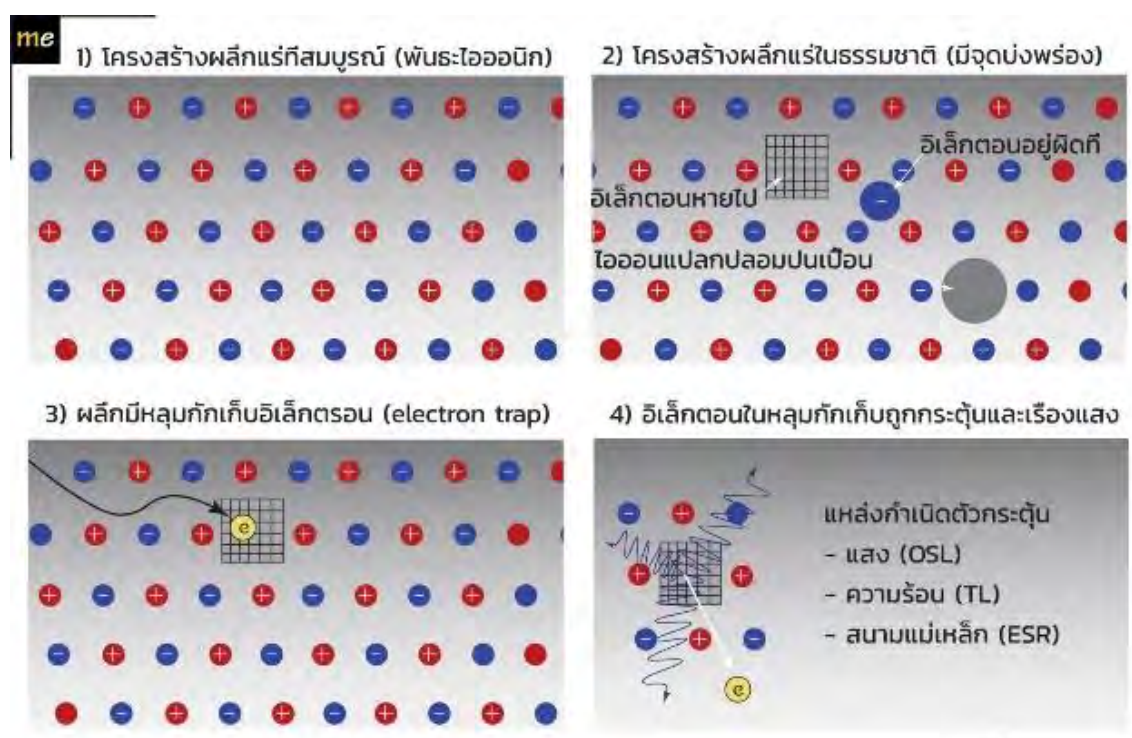 me
1) โครงสร้างผลึกแร่ที่สมบูรณ์ (พันธะไอออนิก)
2) โครงสร้างผลึกแร่ในธรรมชาติ (มีจุดบ่งพร่อง)
อิเล็กตอนอยู่ผิดที่
อิเล็กตอนหายไป
ไอออนแปลกปลอมปนเปื้อน
3) ผลึกมีหลุมกักเก็บอิเล็กตรอน (electron trap)
e
4) อิเล็กตอนในหลุมกักเก็บถูกกระตุ้นและเรืองแสง
แหล่งกำเนิดตัวกระตุ้น
- แสง (OSL)
- ความร้อน (TL)
- สนามแม่เหล็ก (ESR)
e